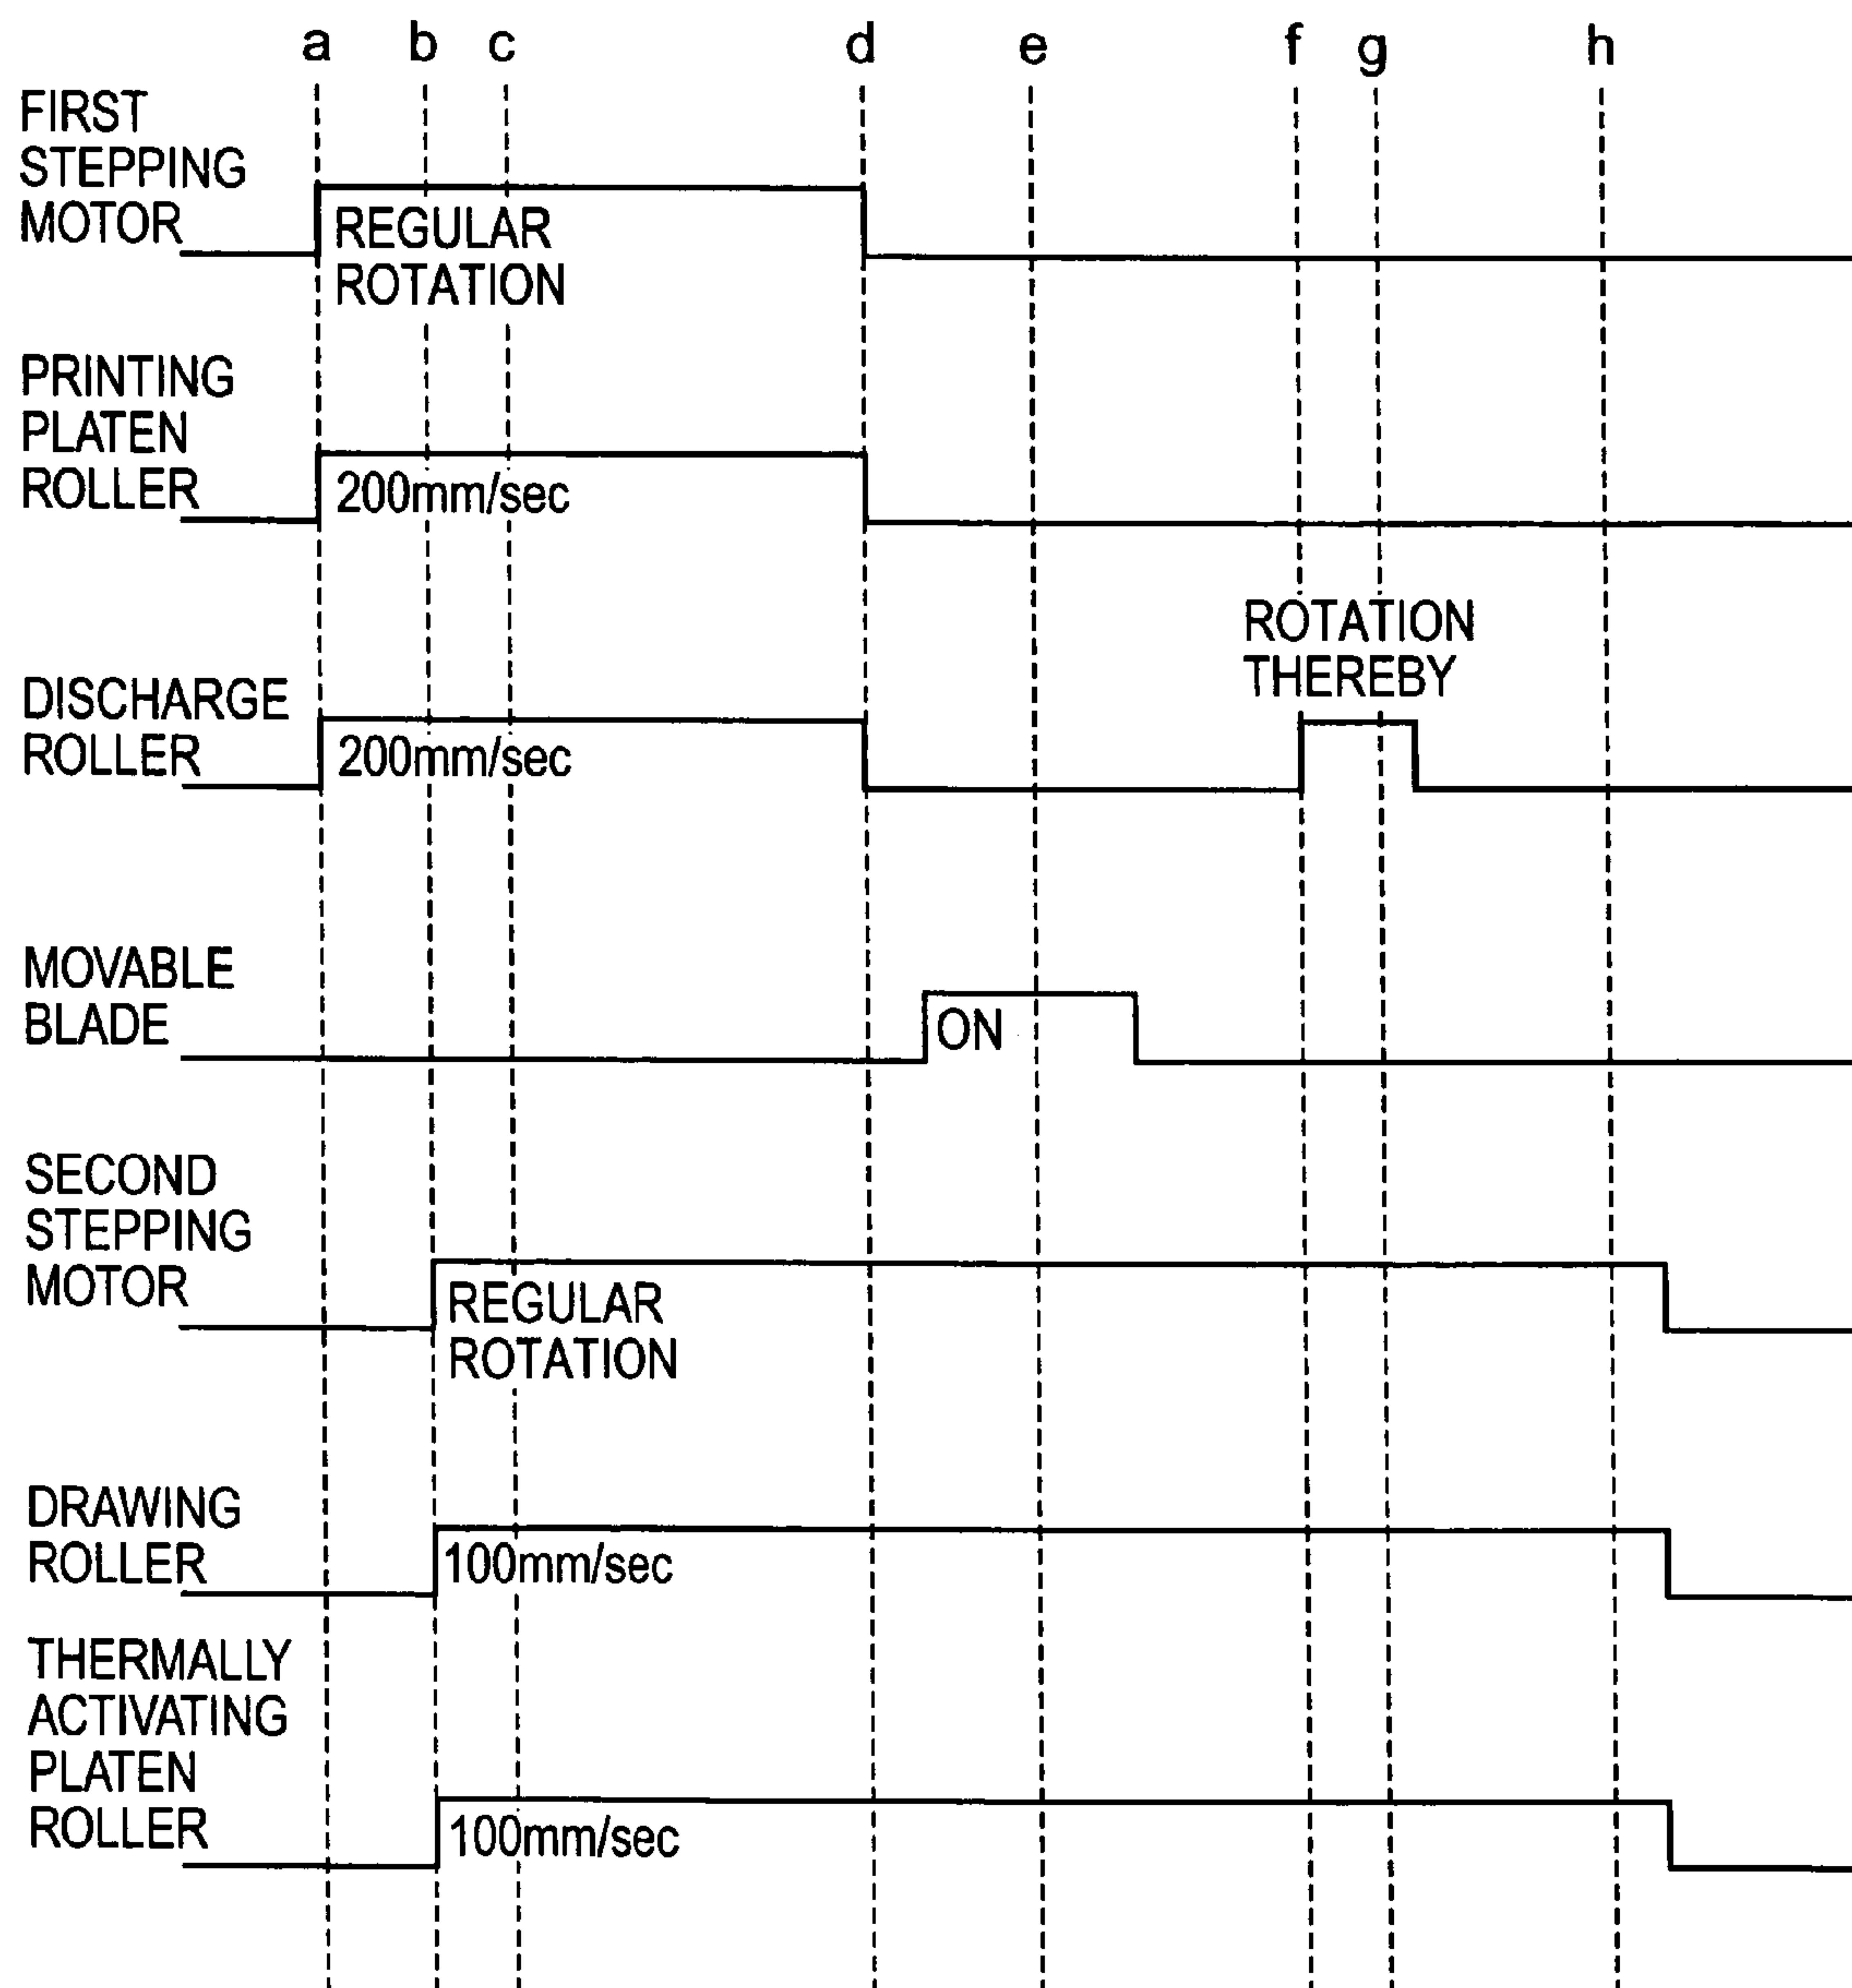 a b c d e f g h
FIRST
STEPPING
MOTOR
REGULAR
ROTATION
PRINTING
PLATEN
ROLLER
200mm/sec
ROTATION
THEREBY
DISCHARGE
ROLLER
200mm/sec
MOVABLE
BLADE
ON
SECOND
STEPPING
MOTOR
REGULAR
ROTATION
DRAWING
ROLLER
100mm/sec
THERMALLY
ACTIVATING
PLATEN
ROLLER
100mm/sec